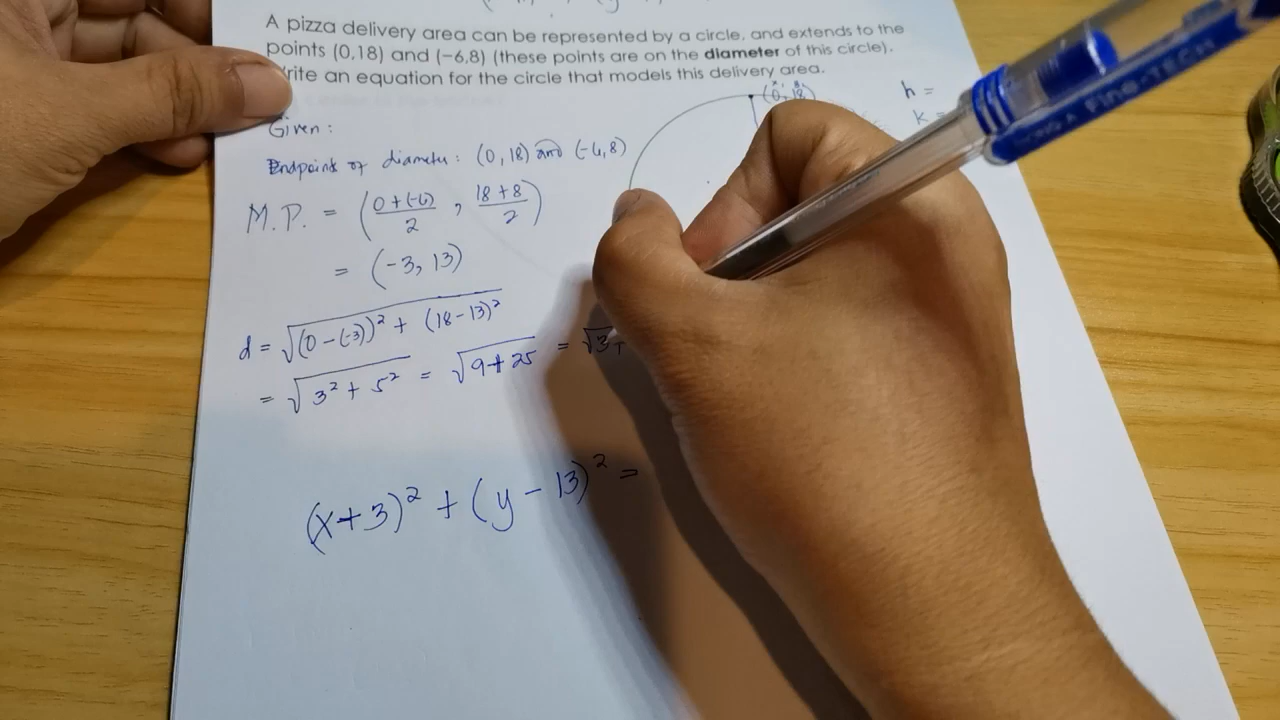 A pizza delivery area can be represented by a circle, and extends to the
points (0,18) and (−6,8) (these points are on the diameter of this circle).
rite an equation for the circle that models this delivery area.
(0, 18)
h =
k =
Given:
Endpoints of diameter: (0,18) and (-6,8)
M.P. = (0+(-6)/2 , 18+8/2)
= (-3, 13)
d = √(0-(-3))² + (18-13)²
= √3² + 5² = √9+25 = √3
(x+3)² + (y-13)² =
Fine-TECH